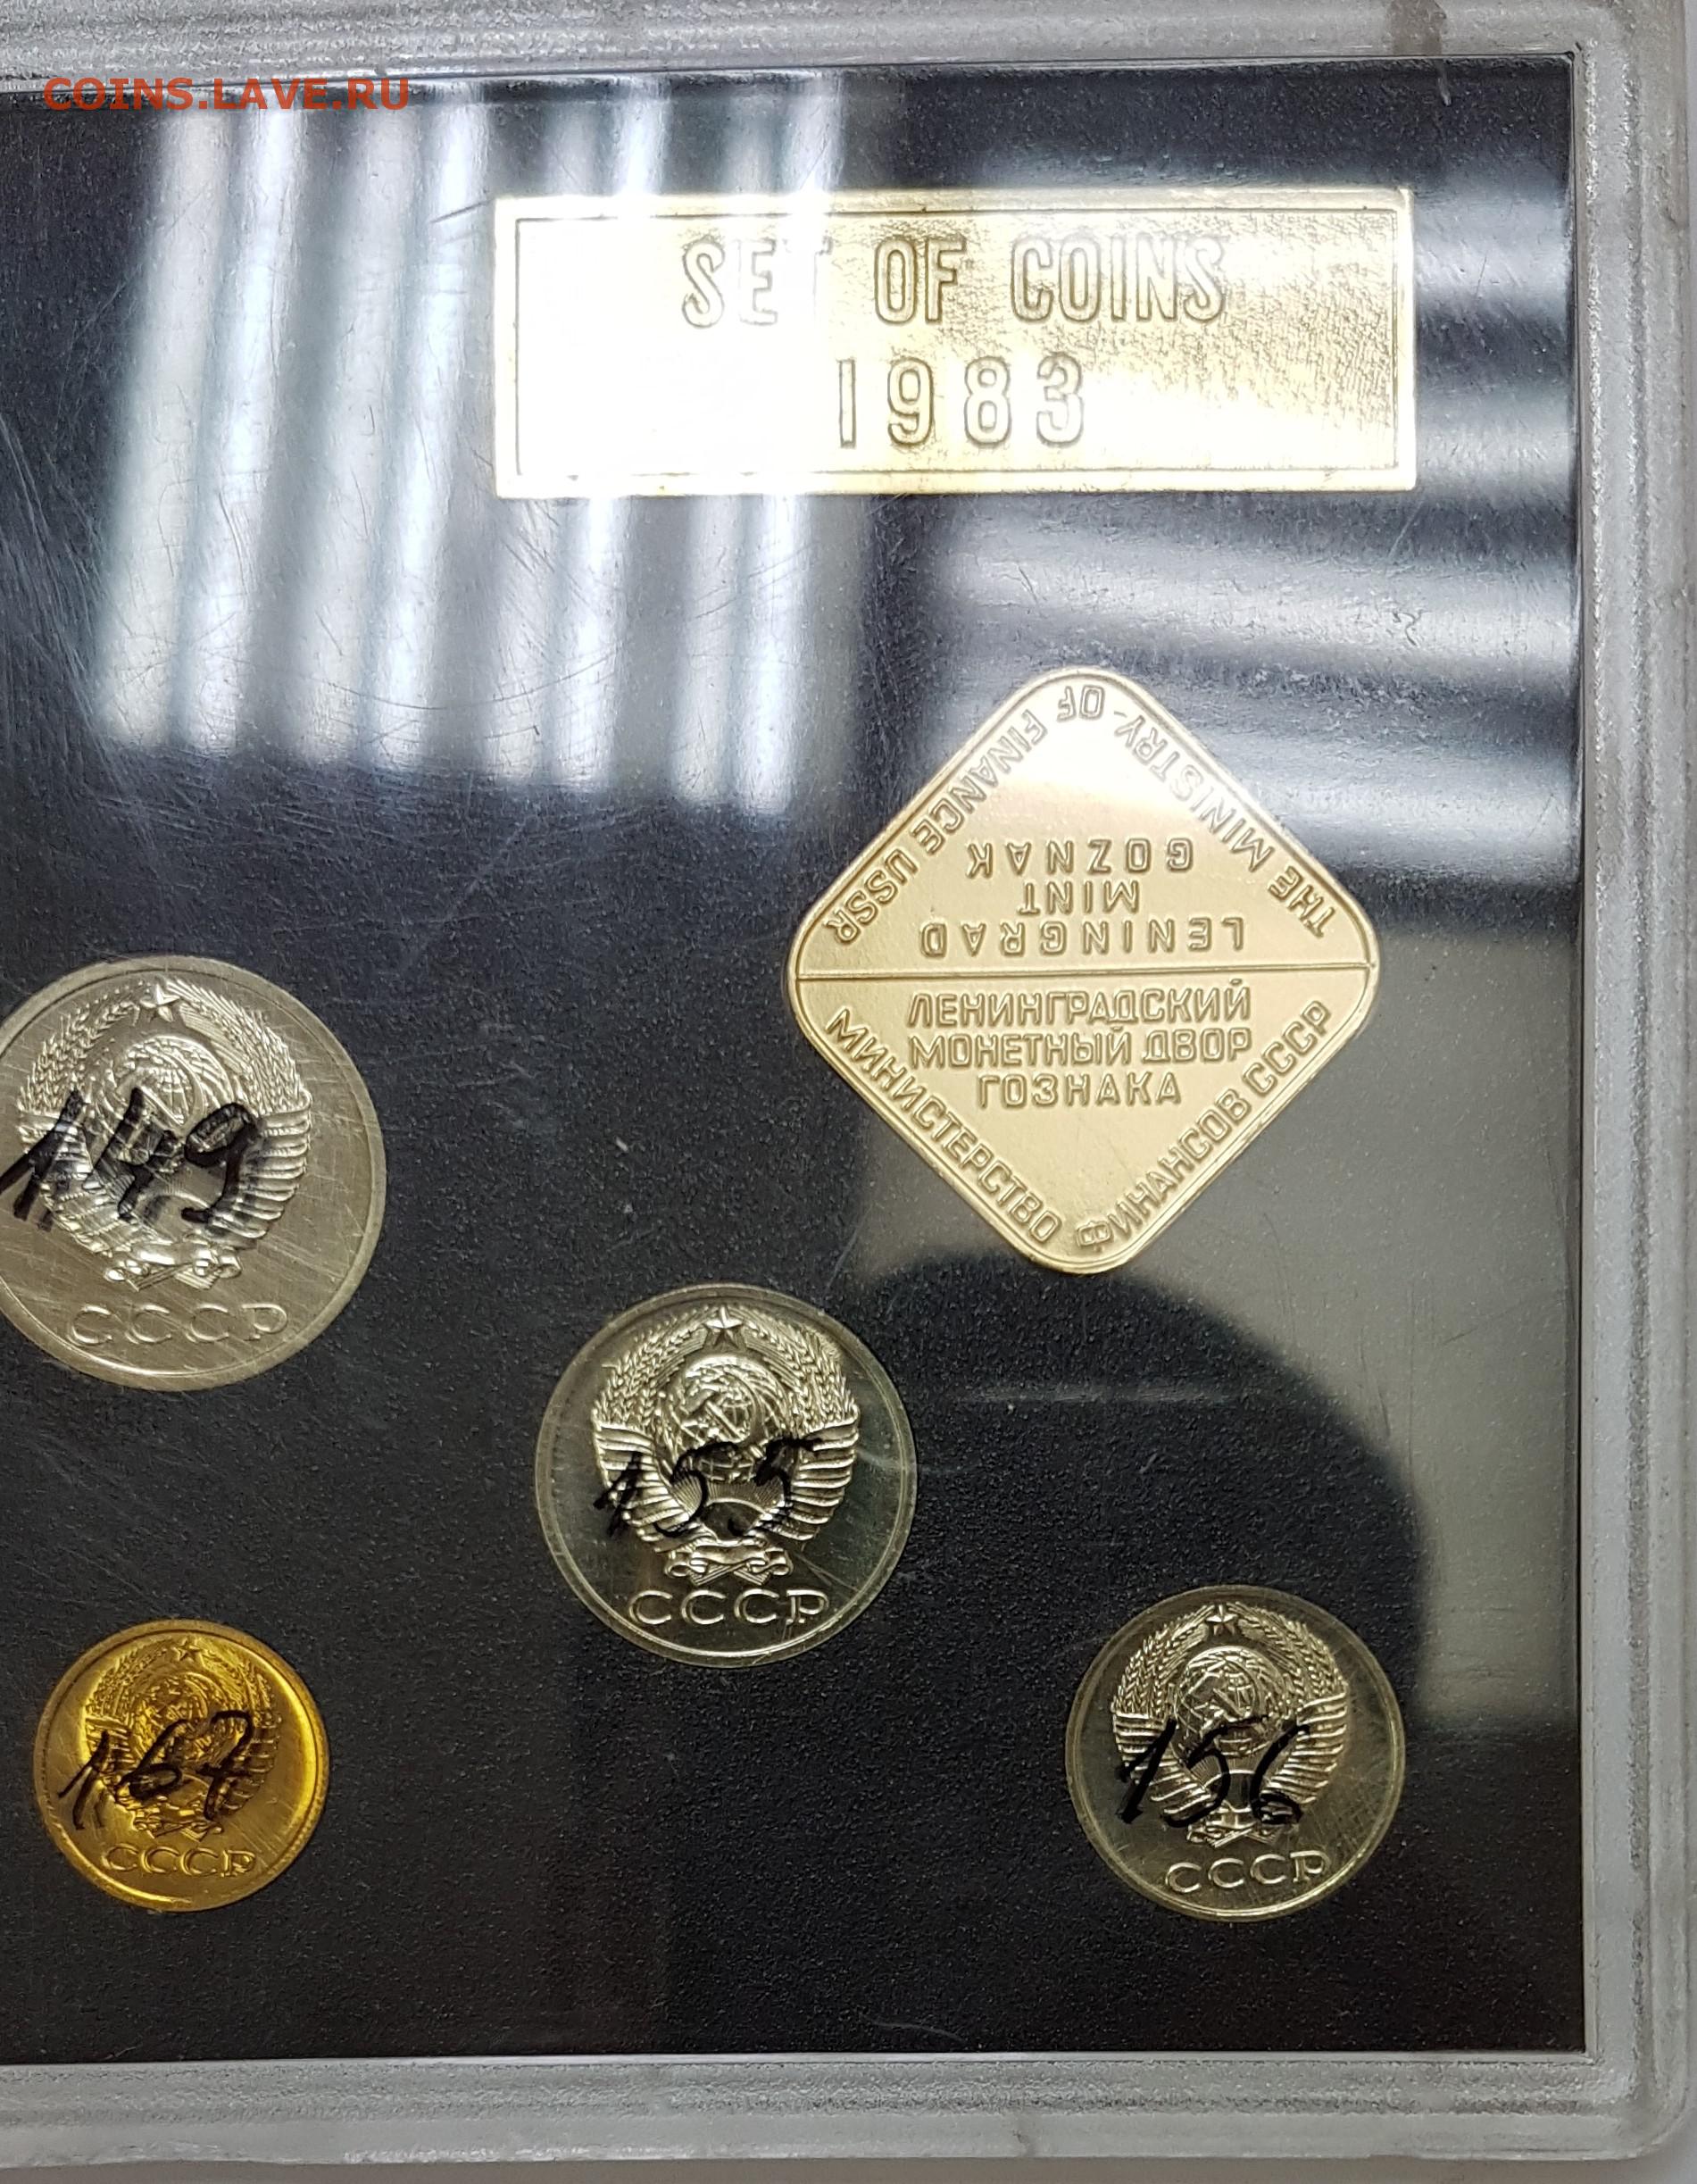 COINS.LAVE.RU
SET OF COINS
1983
THE MINISTRY OF FINANCE USSR
LENINGRAD
MINT
GOZNAK
ЛЕНИНГРАДСКИЙ
МОНЕТНЫЙ ДВОР
ГОЗНАКА
МИНИСТЕРСТВО ФИНАНСОВ СССР
149
СССР
155
СССР
167
СССР
156
СССР